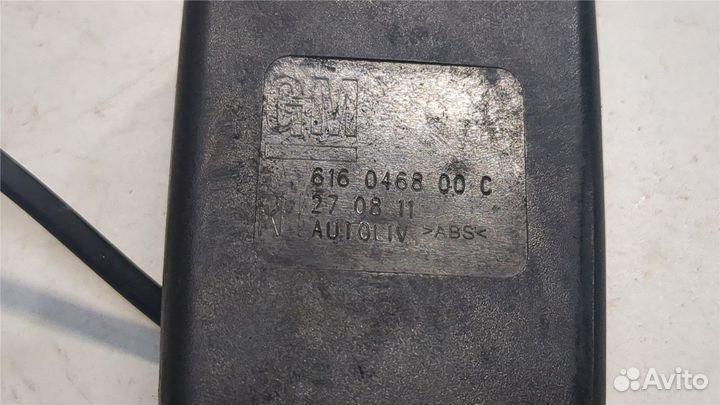 GM
616 0468 00 C
27 08 11
R
AUTOLIV >ABS<
Avito